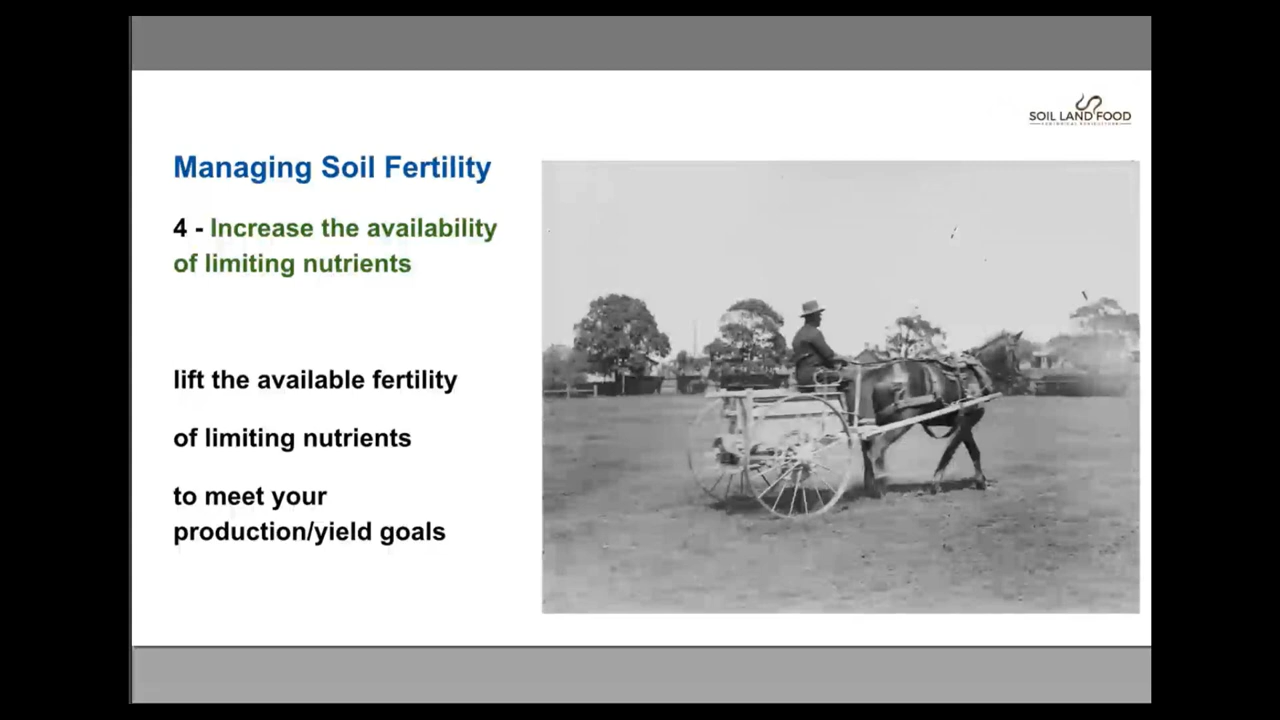 SOIL LAND FOOD
Managing Soil Fertility
4 - Increase the availability
of limiting nutrients
lift the available fertility
of limiting nutrients
to meet your
production/yield goals